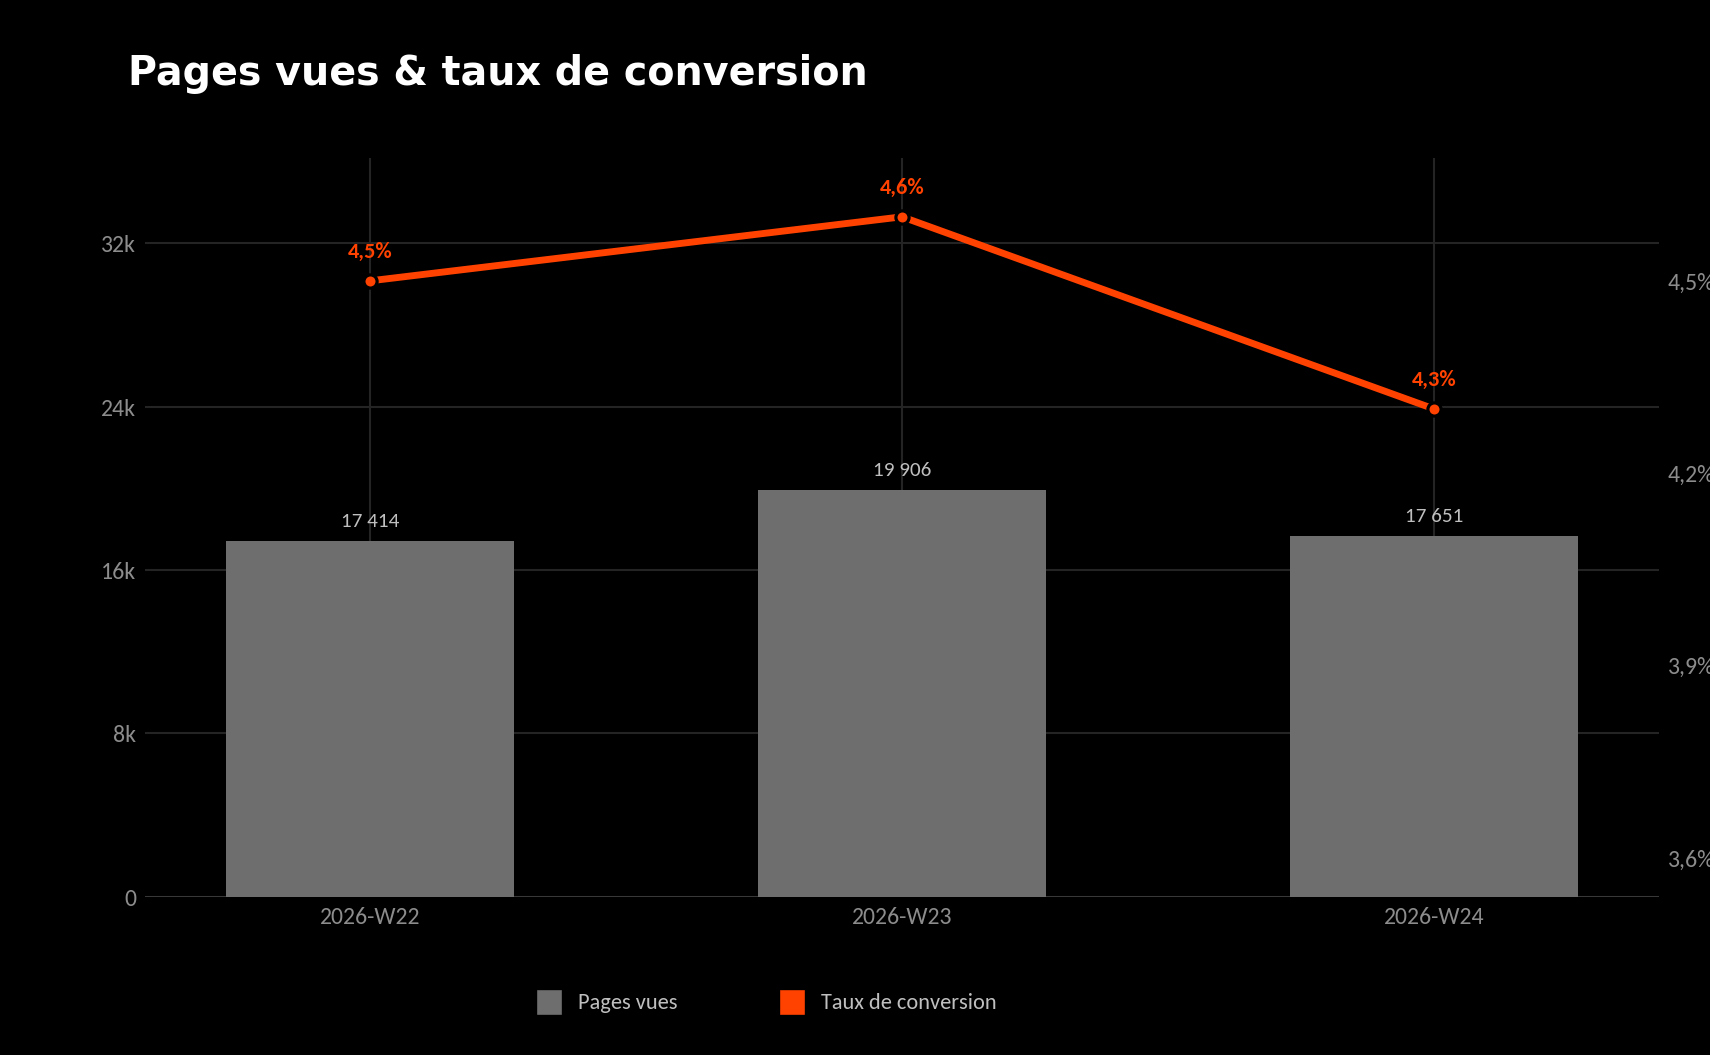 Pages vues & taux de conversion
4,5%
4,6%
4,3%
32k
24k
16k
8k
0
4,5%
4,2%
3,9%
3,6%
17 414
19 906
17 651
2026-W22
2026-W23
2026-W24
Pages vues
Taux de conversion